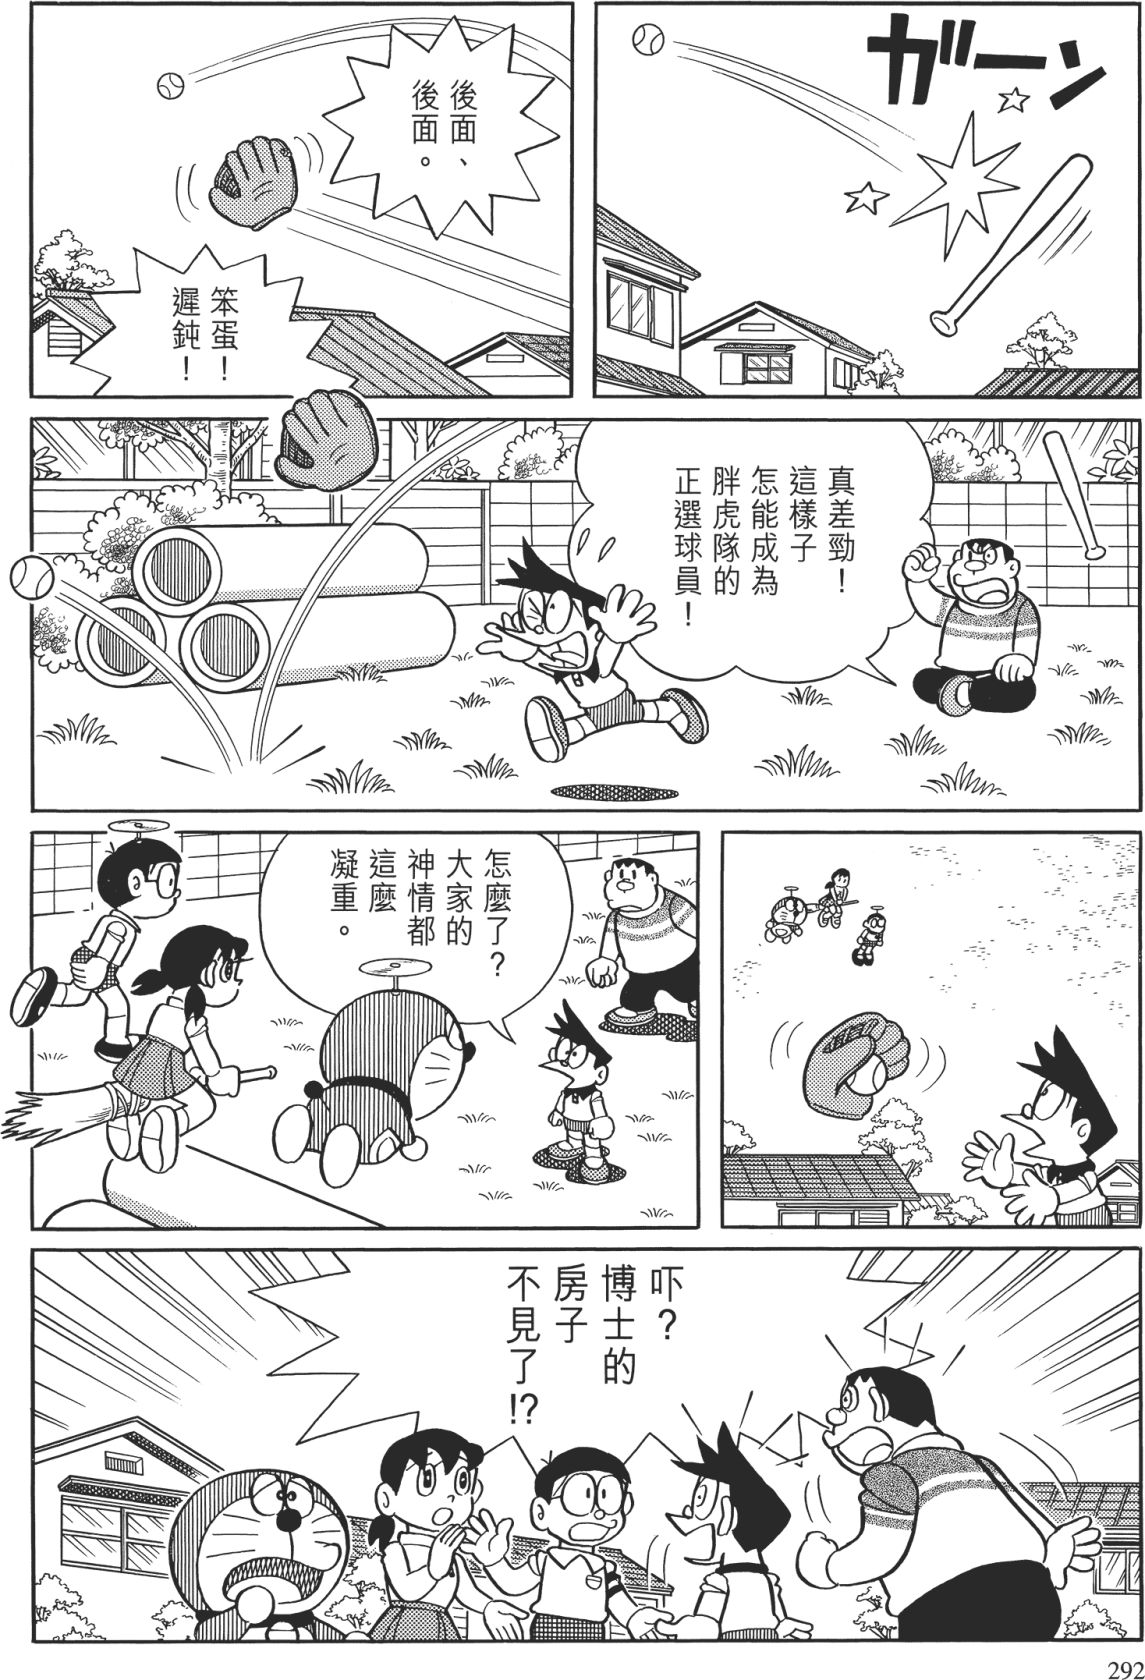 ガーン
後面、
後面。
笨蛋！
遲鈍！
真差勁！
這樣子
怎能成為
胖虎隊的
正選球員！
怎麼了？
大家的
神情都
這麼
凝重。
吓？
博士的
房子
不見了!?
292